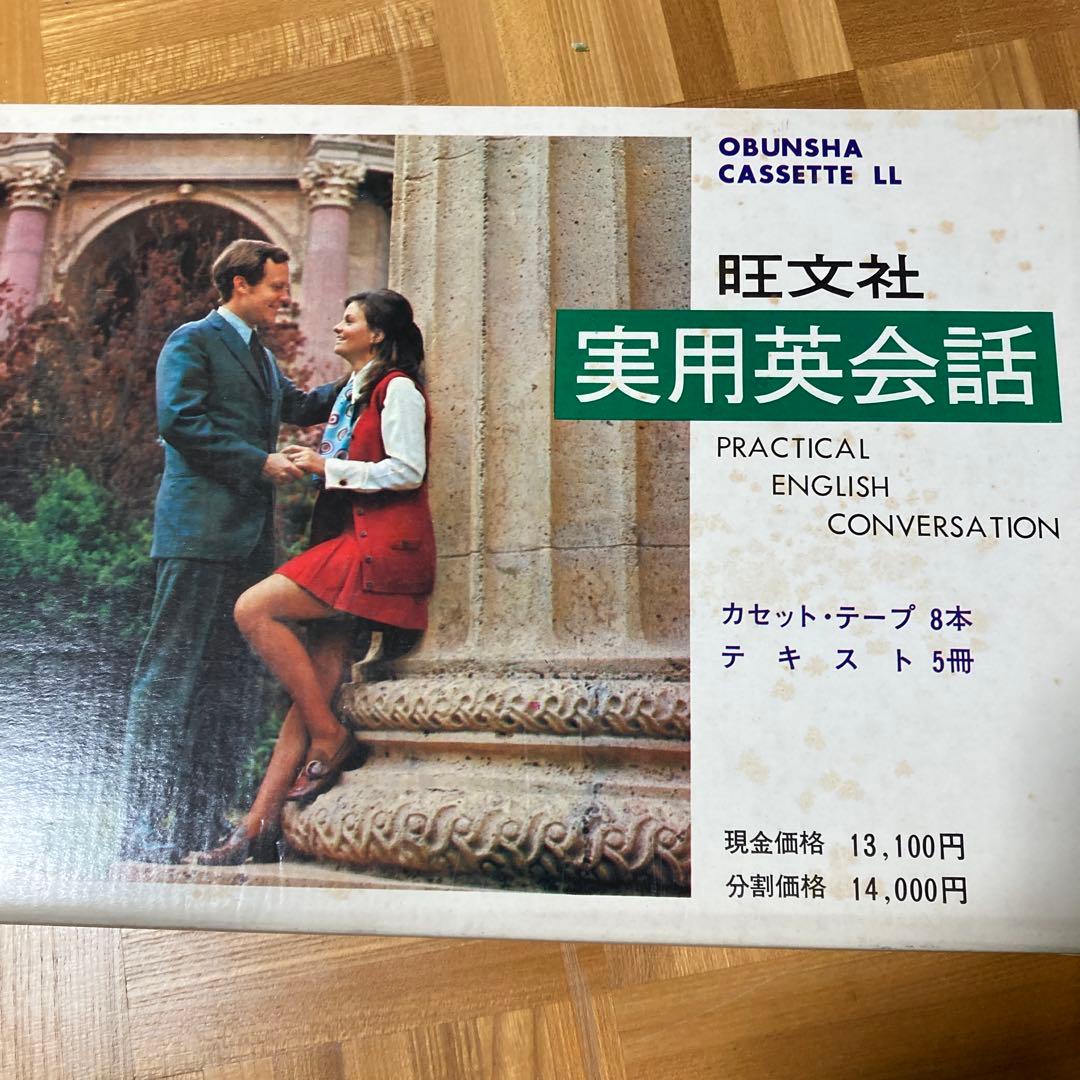 OBUNSHA
CASSETTE LL
旺文社
実用英会話
PRACTICAL
ENGLISH
CONVERSATION
カセット・テープ 8本
テキスト 5冊
現金価格 13,100円
分割価格 14,000円